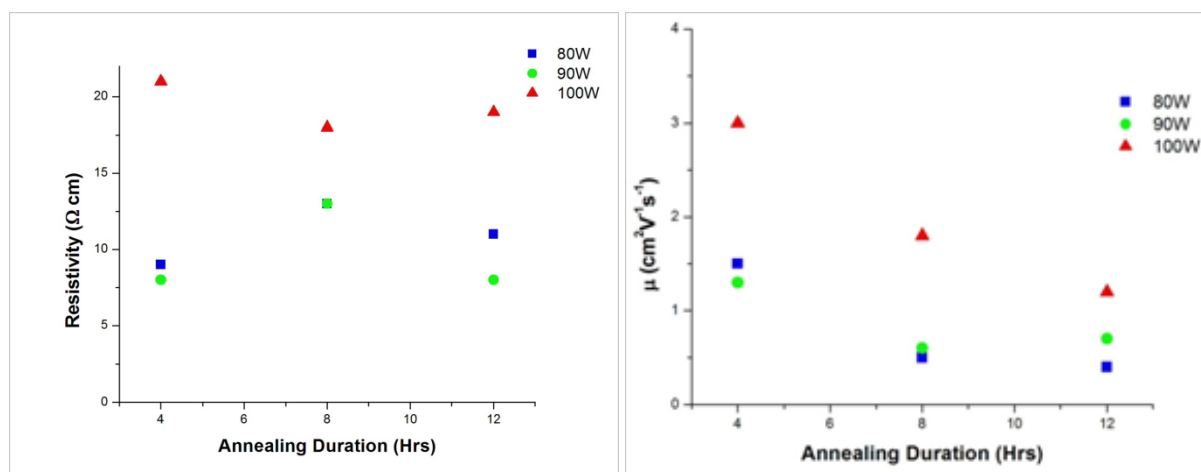 80W
90W
100W
20
15
10
5
0
Resistivity (Ω cm)
4 6 8 10 12
Annealing Duration (Hrs)
4
3
2
1
0
80W
90W
100W
μ (cm²V⁻¹s⁻¹)
4 6 8 10 12
Annealing Duration (Hrs)